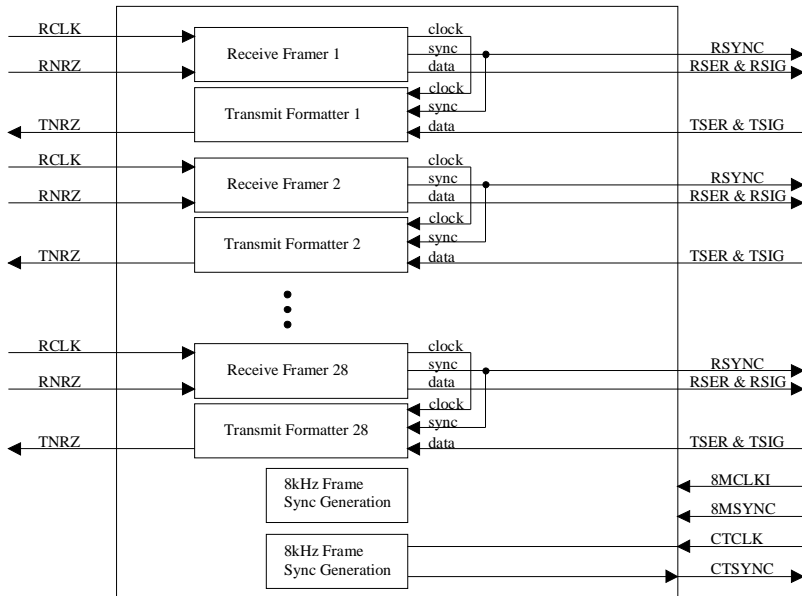 RCLK
Receive Framer 1
clock
sync
RSYNC
RNRZ
data
RSER & RSIG
Transmit Formatter 1
clock
sync
TNRZ
data
TSER & TSIG
RCLK
Receive Framer 2
clock
sync
RSYNC
RNRZ
data
RSER & RSIG
Transmit Formatter 2
clock
sync
TNRZ
data
TSER & TSIG
RCLK
Receive Framer 28
clock
sync
RSYNC
RNRZ
data
RSER & RSIG
Transmit Formatter 28
clock
sync
TNRZ
data
TSER & TSIG
8kHz Frame
Sync Generation
8MCLKI
8MSYNC
8kHz Frame
Sync Generation
CTCLK
CTSYNC